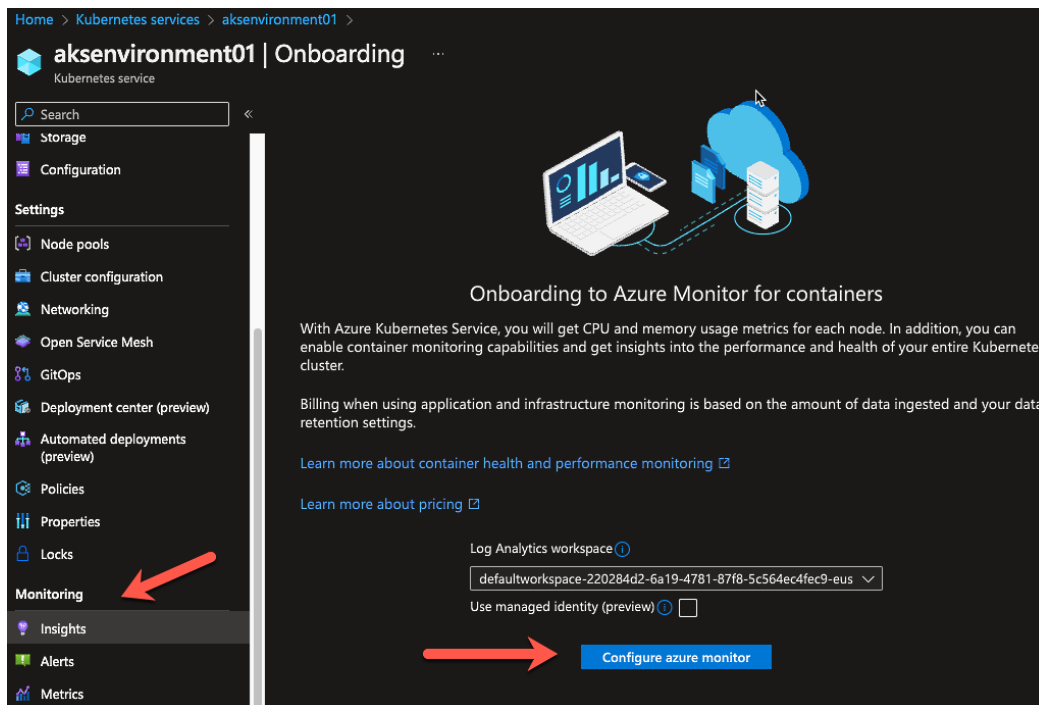 Home > Kubernetes services > aksenvironment01 >
aksenvironment01 | Onboarding ...
Kubernetes service
Search
«
Storage
Configuration
Settings
Node pools
Cluster configuration
Networking
Open Service Mesh
GitOps
Deployment center (preview)
Automated deployments
(preview)
Policies
Properties
Locks
Monitoring
Insights
Alerts
Metrics
Onboarding to Azure Monitor for containers
With Azure Kubernetes Service, you will get CPU and memory usage metrics for each node. In addition, you can
enable container monitoring capabilities and get insights into the performance and health of your entire Kubernete
cluster.
Billing when using application and infrastructure monitoring is based on the amount of data ingested and your data
retention settings.
Learn more about container health and performance monitoring
Learn more about pricing
Log Analytics workspace
defaultworkspace-220284d2-6a19-4781-87f8-5c564ec4fec9-eus
Use managed identity (preview)
Configure azure monitor